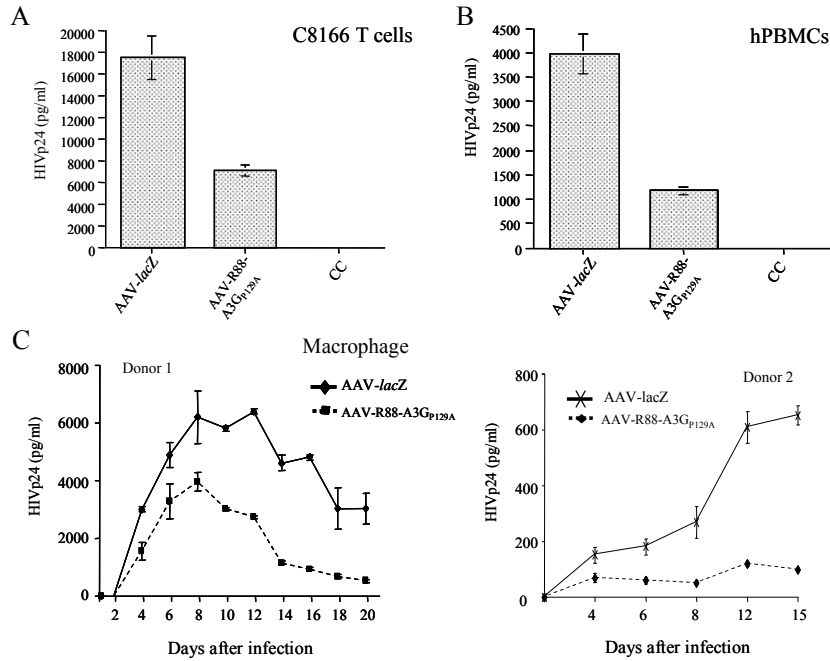 A
C8166 T cells
HIVp24 (pg/ml)
20000
18000
16000
14000
12000
10000
8000
6000
4000
2000
0
AAV-lacZ
AAV-R88-
A3GP129A
CC
B
hPBMCs
HIVp24 (pg/ml)
4500
4000
3500
3000
2500
2000
1500
1000
500
0
AAV-lacZ
AAV-R88-
A3GP129A
CC
C
Macrophage
Donor 1
AAV-lacZ
AAV-R88-A3GP129A
HIVp24 (pg/ml)
8000
6000
4000
2000
0
2 4 6 8 10 12 14 16 18 20
Days after infection
Donor 2
AAV-lacZ
AAV-R88-A3GP129A
HIVp24 (pg/ml)
800
600
400
200
0
4 6 8 12 15
Days after infection